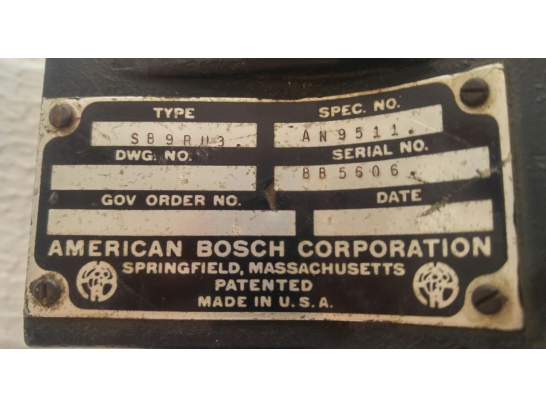 TYPE SPEC. NO.
SB9RU3. AN9511.
DWG. NO. SERIAL NO.
BB5606.
GOV ORDER NO. DATE
AMERICAN BOSCH CORPORATION
SPRINGFIELD, MASSACHUSETTS
PATENTED
MADE IN U.S.A.